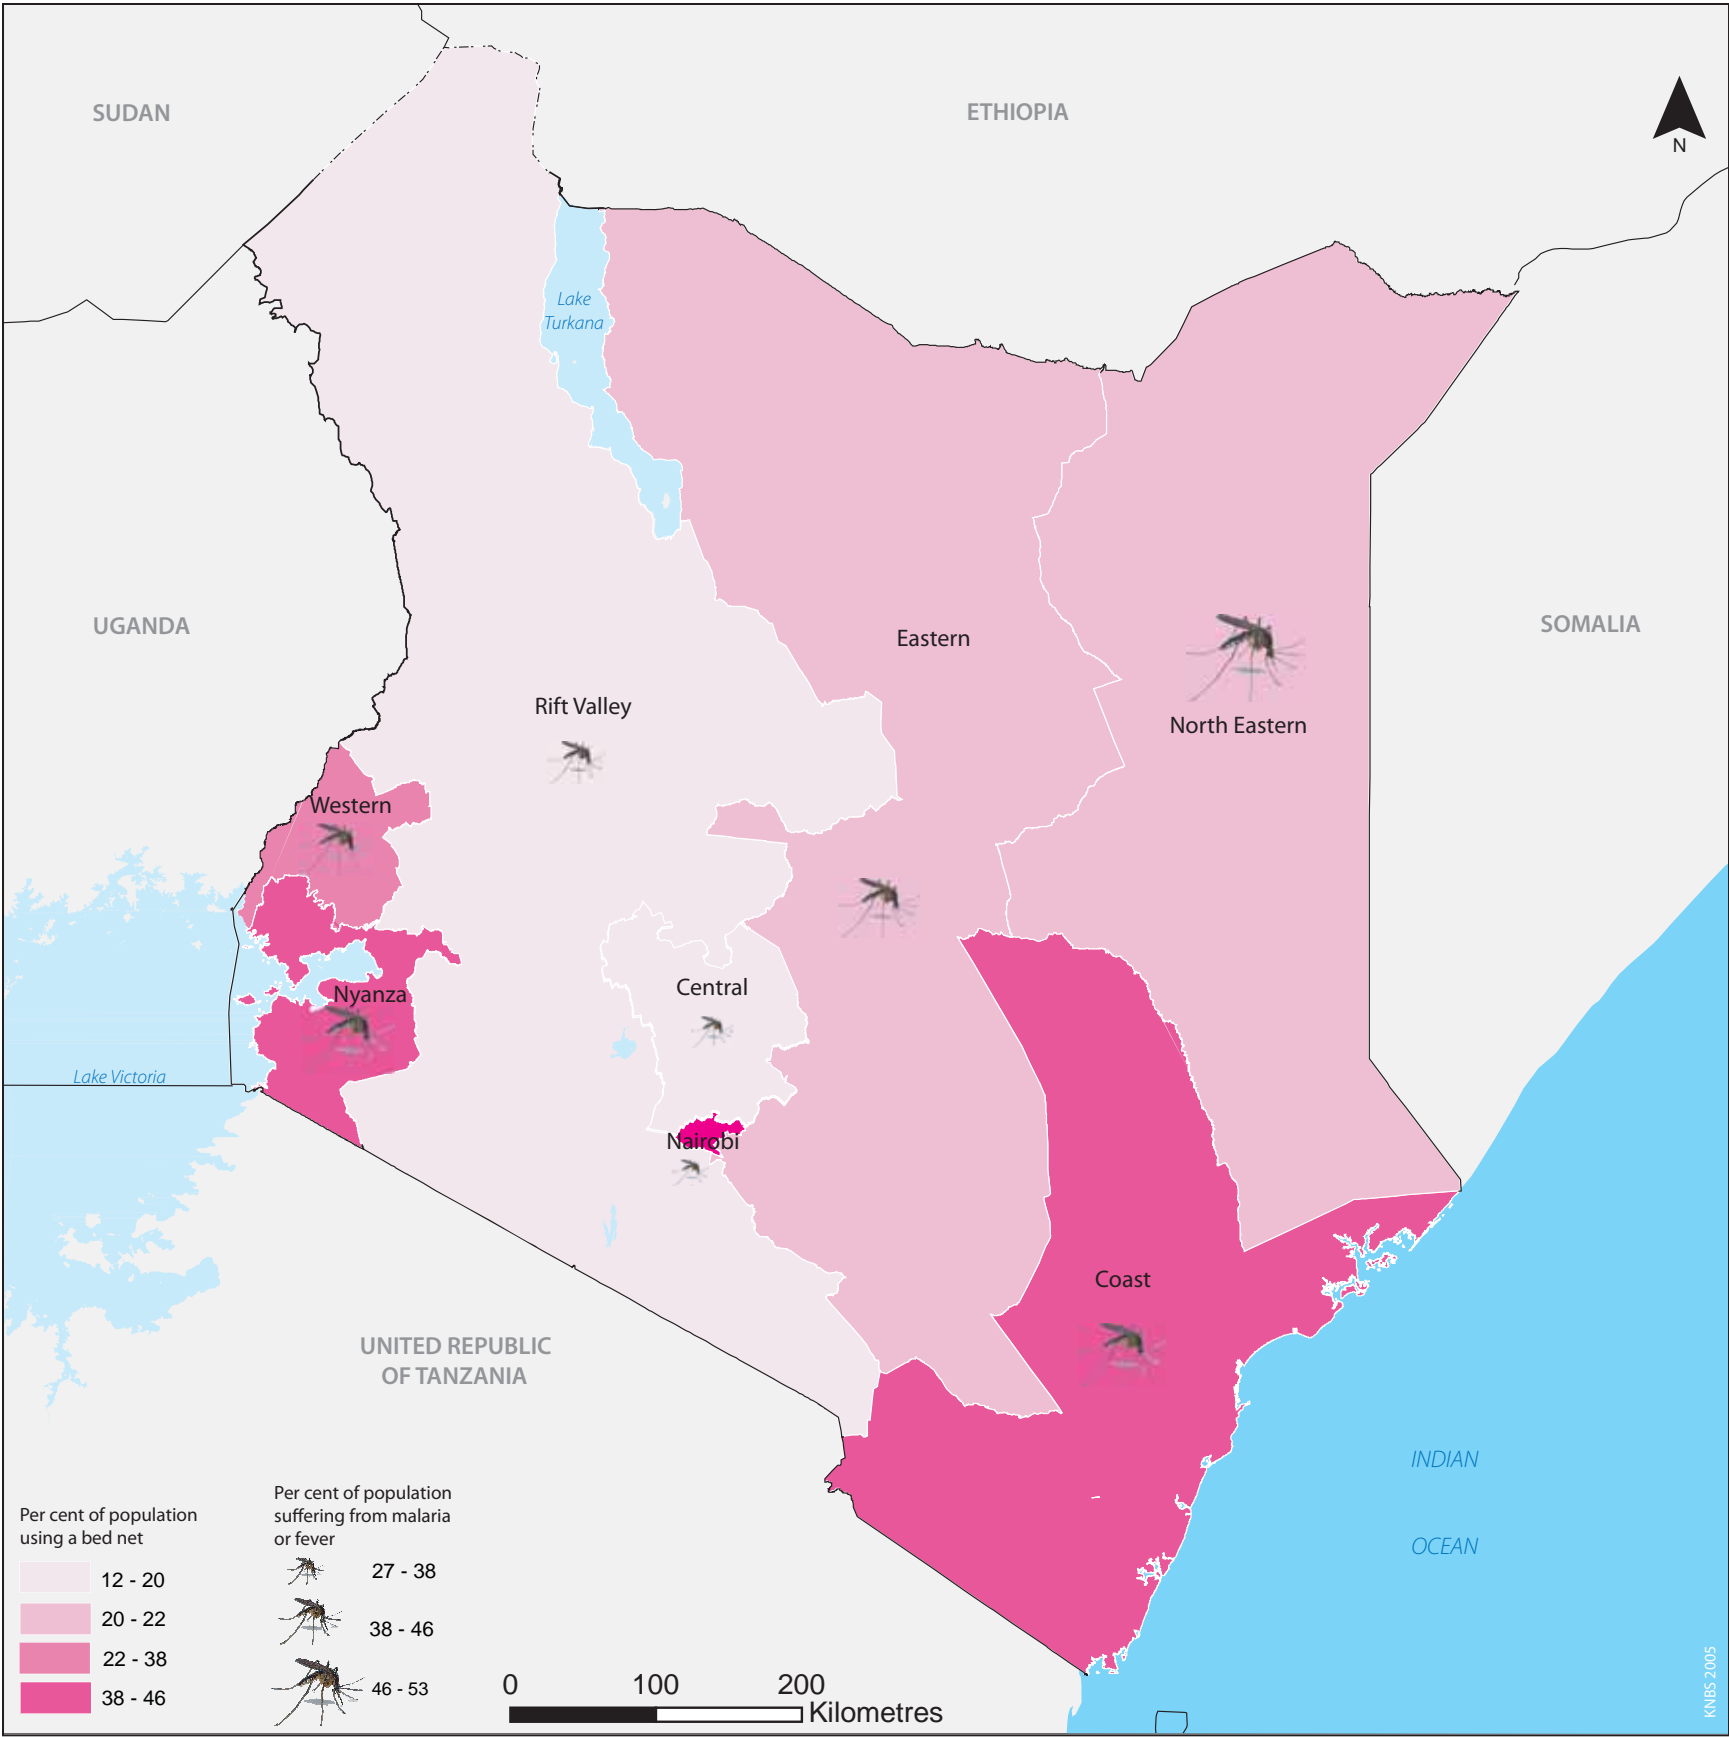 SUDAN
ETHIOPIA
N
Lake
Turkana
UGANDA
SOMALIA
Eastern
Rift Valley
North Eastern
Western
Central
Nyanza
Lake Victoria
Nairobi
Coast
UNITED REPUBLIC
OF TANZANIA
INDIAN
OCEAN
Per cent of population
using a bed net
12 - 20
20 - 22
22 - 38
38 - 46
Per cent of population
suffering from malaria
or fever
27 - 38
38 - 46
46 - 53
0 100 200
Kilometres
KNBS 2005